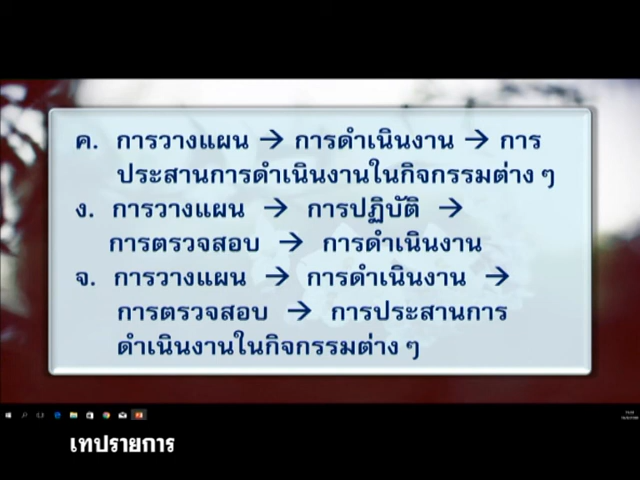 ค. การวางแผน → การดำเนินงาน → การ
ประสานการดำเนินงานในกิจกรรมต่าง ๆ
ง. การวางแผน → การปฏิบัติ →
การตรวจสอบ → การดำเนินงาน
จ. การวางแผน → การดำเนินงาน →
การตรวจสอบ → การประสานการ
ดำเนินงานในกิจกรรมต่าง ๆ
เทปรายการ